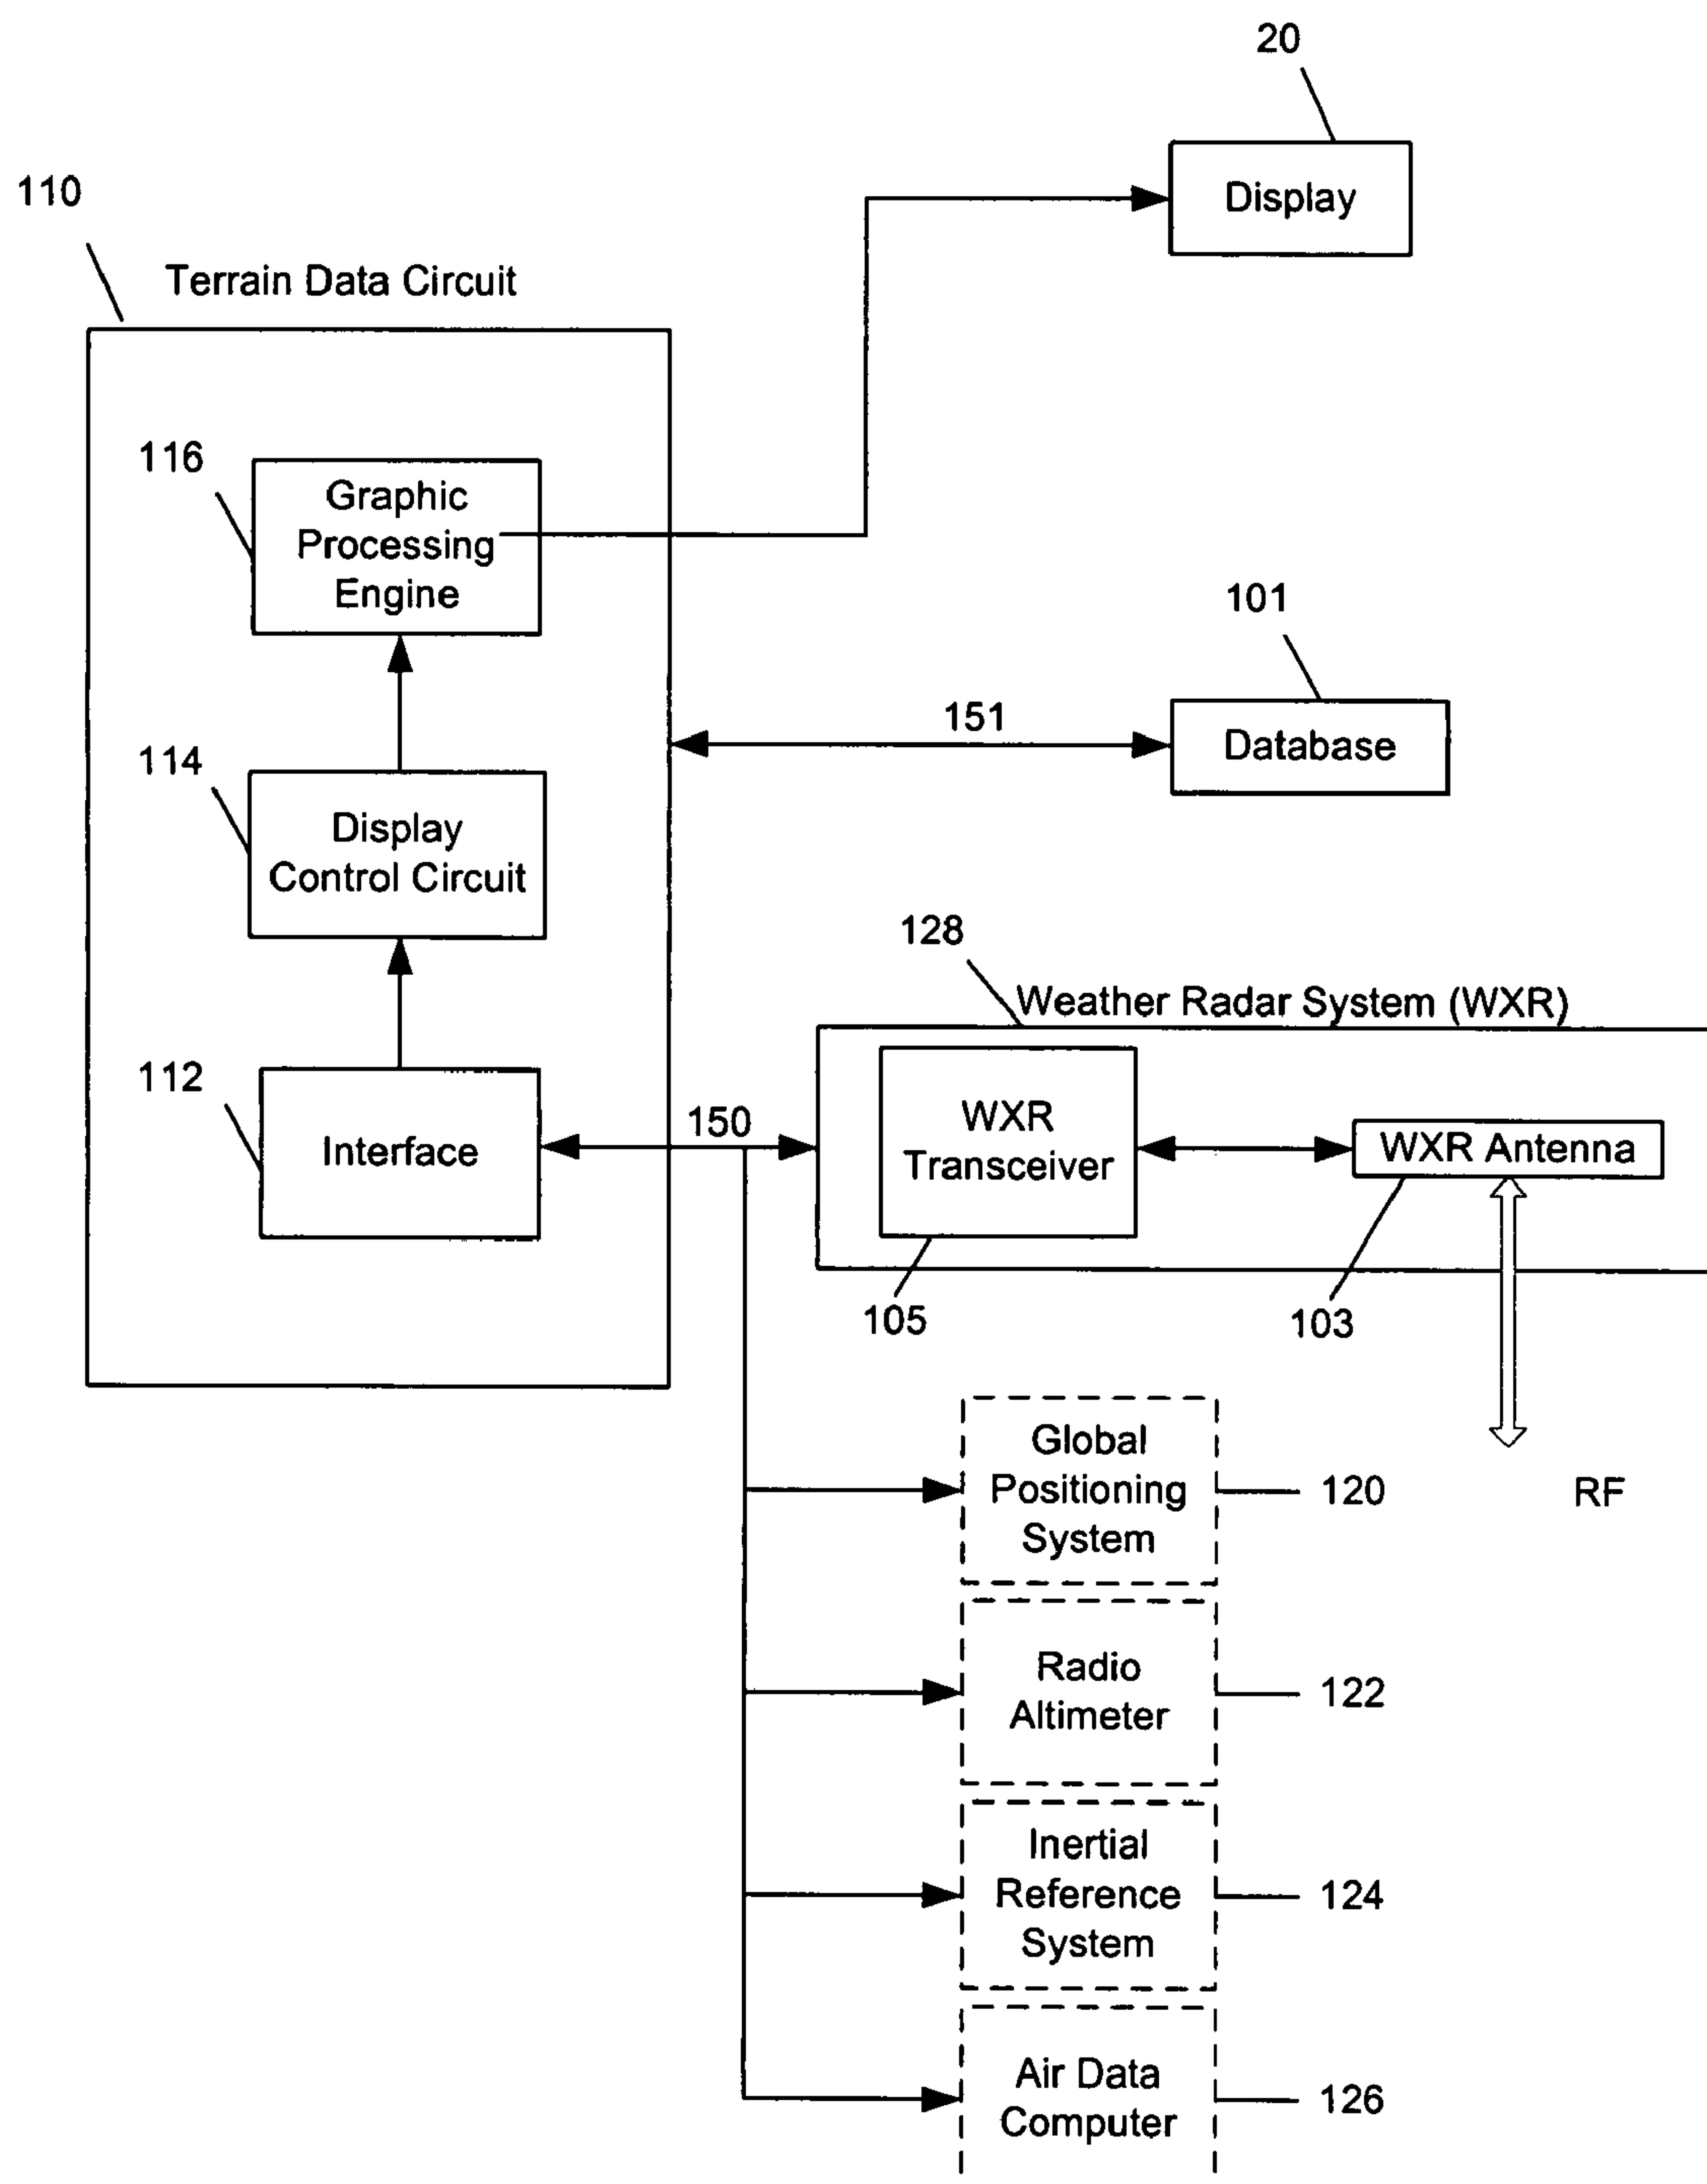 20
Display
110
Terrain Data Circuit
116
Graphic
Processing
Engine
101
151
Database
114
Display
Control Circuit
128
Weather Radar System (WXR)
112
Interface
150
WXR
Transceiver
WXR Antenna
105
103
Global
Positioning
System
120
RF
Radio
Altimeter
122
Inertial
Reference
System
124
Air Data
Computer
126